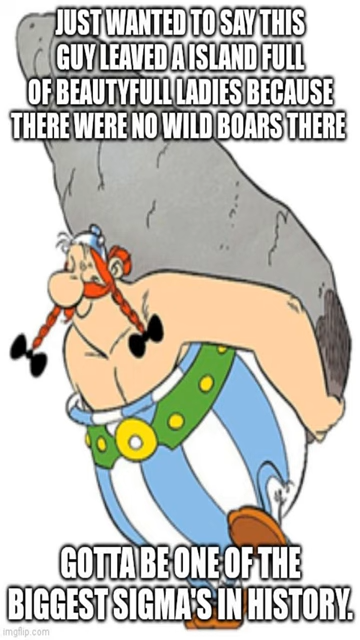 JUST WANTED TO SAY THIS
GUY LEAVED A ISLAND FULL
OF BEAUTYFULL LADIES BECAUSE
THERE WERE NO WILD BOARS THERE
GOTTA BE ONE OF THE
BIGGEST SIGMA'S IN HISTORY.
imgflip.com